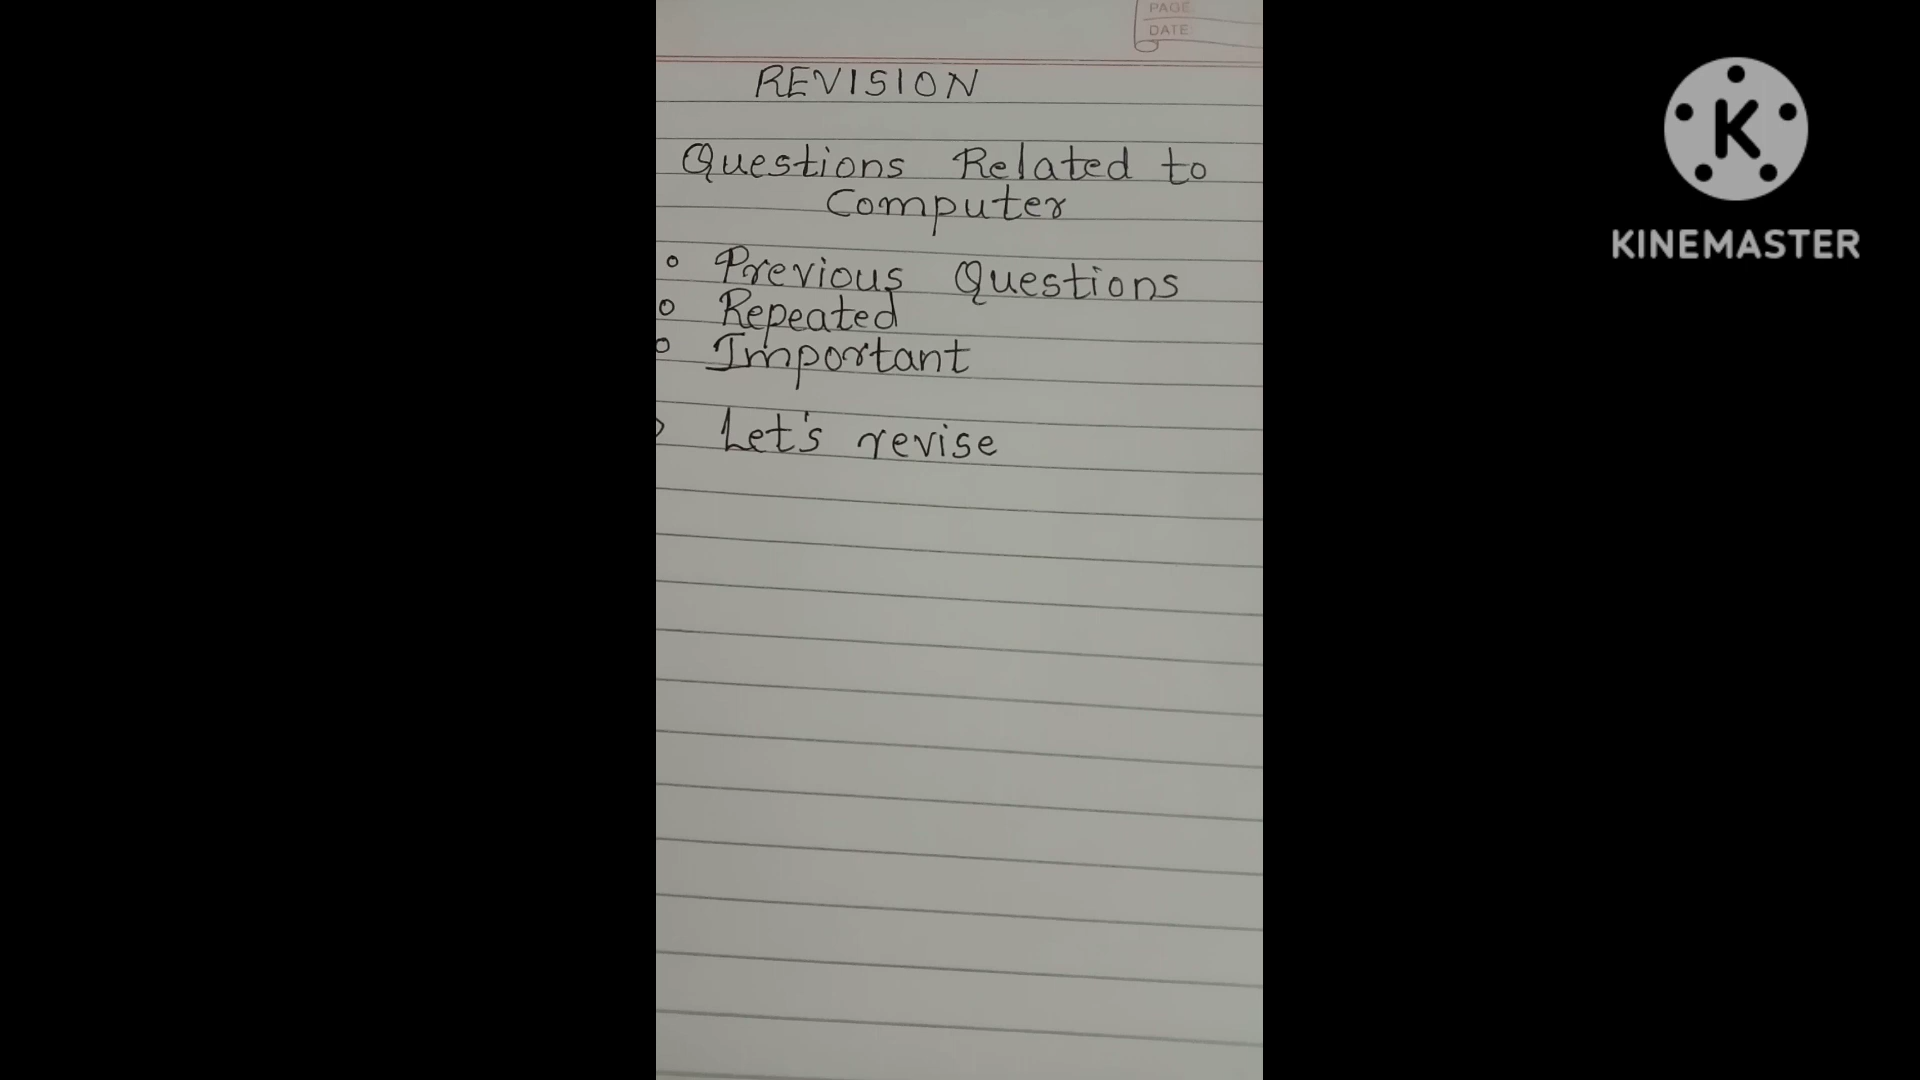 PAGE
DATE
REVISION
Questions Related to
Computer
Previous Questions
Repeated
Important
Let's revise
K
KINEMASTER